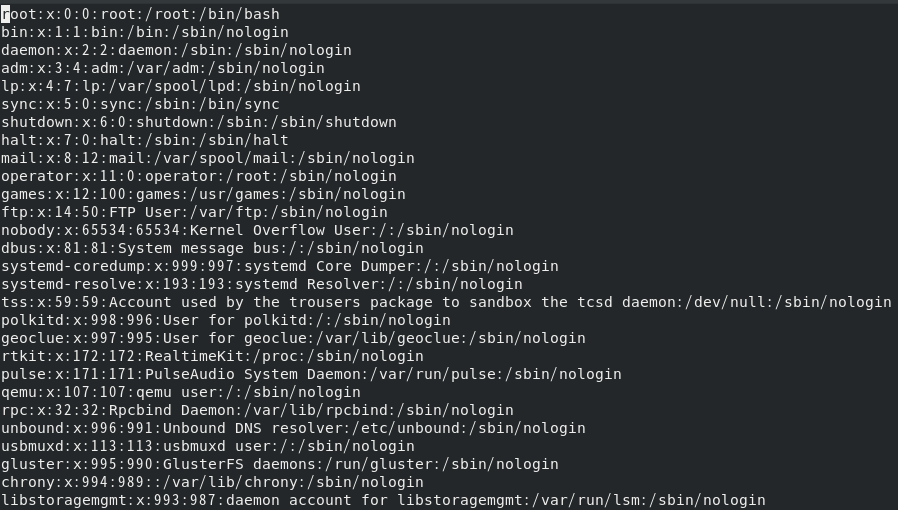 root:x:0:0:root:/root:/bin/bash
bin:x:1:1:bin:/bin:/sbin/nologin
daemon:x:2:2:daemon:/sbin:/sbin/nologin
adm:x:3:4:adm:/var/adm:/sbin/nologin
lp:x:4:7:lp:/var/spool/lpd:/sbin/nologin
sync:x:5:0:sync:/sbin:/bin/sync
shutdown:x:6:0:shutdown:/sbin:/sbin/shutdown
halt:x:7:0:halt:/sbin:/sbin/halt
mail:x:8:12:mail:/var/spool/mail:/sbin/nologin
operator:x:11:0:operator:/root:/sbin/nologin
games:x:12:100:games:/usr/games:/sbin/nologin
ftp:x:14:50:FTP User:/var/ftp:/sbin/nologin
nobody:x:65534:65534:Kernel Overflow User:/:/sbin/nologin
dbus:x:81:81:System message bus:/:/sbin/nologin
systemd-coredump:x:999:997:systemd Core Dumper:/:/sbin/nologin
systemd-resolve:x:193:193:systemd Resolver:/:/sbin/nologin
tss:x:59:59:Account used by the trousers package to sandbox the tcsd daemon:/dev/null:/sbin/nologin
polkitd:x:998:996:User for polkitd:/:/sbin/nologin
geoclue:x:997:995:User for geoclue:/var/lib/geoclue:/sbin/nologin
rtkit:x:172:172:RealtimeKit:/proc:/sbin/nologin
pulse:x:171:171:PulseAudio System Daemon:/var/run/pulse:/sbin/nologin
qemu:x:107:107:qemu user:/:/sbin/nologin
rpc:x:32:32:Rpcbind Daemon:/var/lib/rpcbind:/sbin/nologin
unbound:x:996:991:Unbound DNS resolver:/etc/unbound:/sbin/nologin
usbmuxd:x:113:113:usbmuxd user:/:/sbin/nologin
gluster:x:995:990:GlusterFS daemons:/run/gluster:/sbin/nologin
chrony:x:994:989::/var/lib/chrony:/sbin/nologin
libstoragemgmt:x:993:987:daemon account for libstoragemgmt:/var/run/lsm:/sbin/nologin